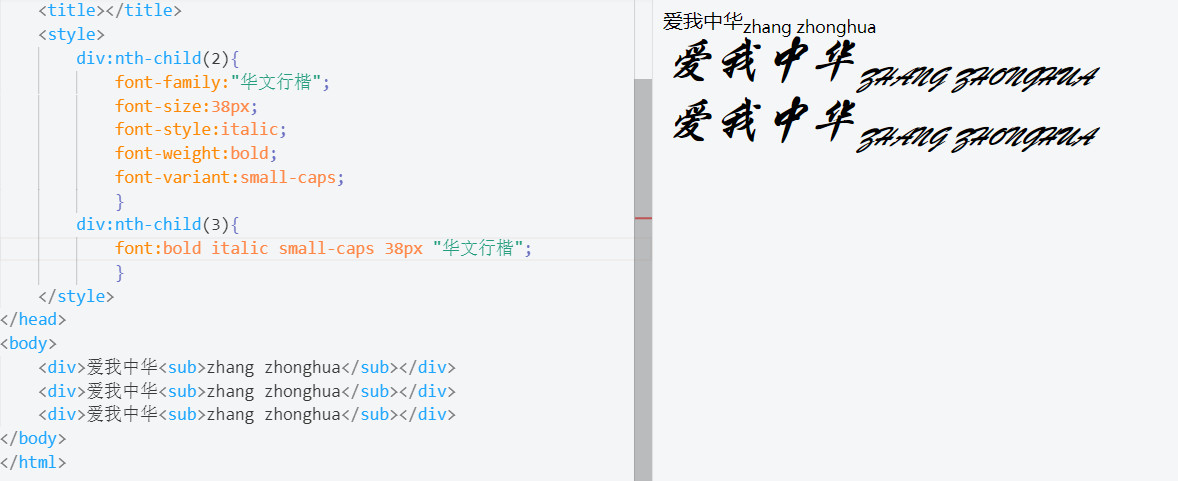 <title></title>
<style>
div:nth-child(2){
font-family:"华文行楷";
font-size:38px;
font-style:italic;
font-weight:bold;
font-variant:small-caps;
}
div:nth-child(3){
font:bold italic small-caps 38px "华文行楷";
}
</style>
</head>
<body>
<div>爱我中华<sub>zhang zhonghua</sub></div>
<div>爱我中华<sub>zhang zhonghua</sub></div>
<div>爱我中华<sub>zhang zhonghua</sub></div>
</body>
</html>
爱我中华zhang zhonghua
爱我中华ZHANG ZHONGHUA
爱我中华ZHANG ZHONGHUA